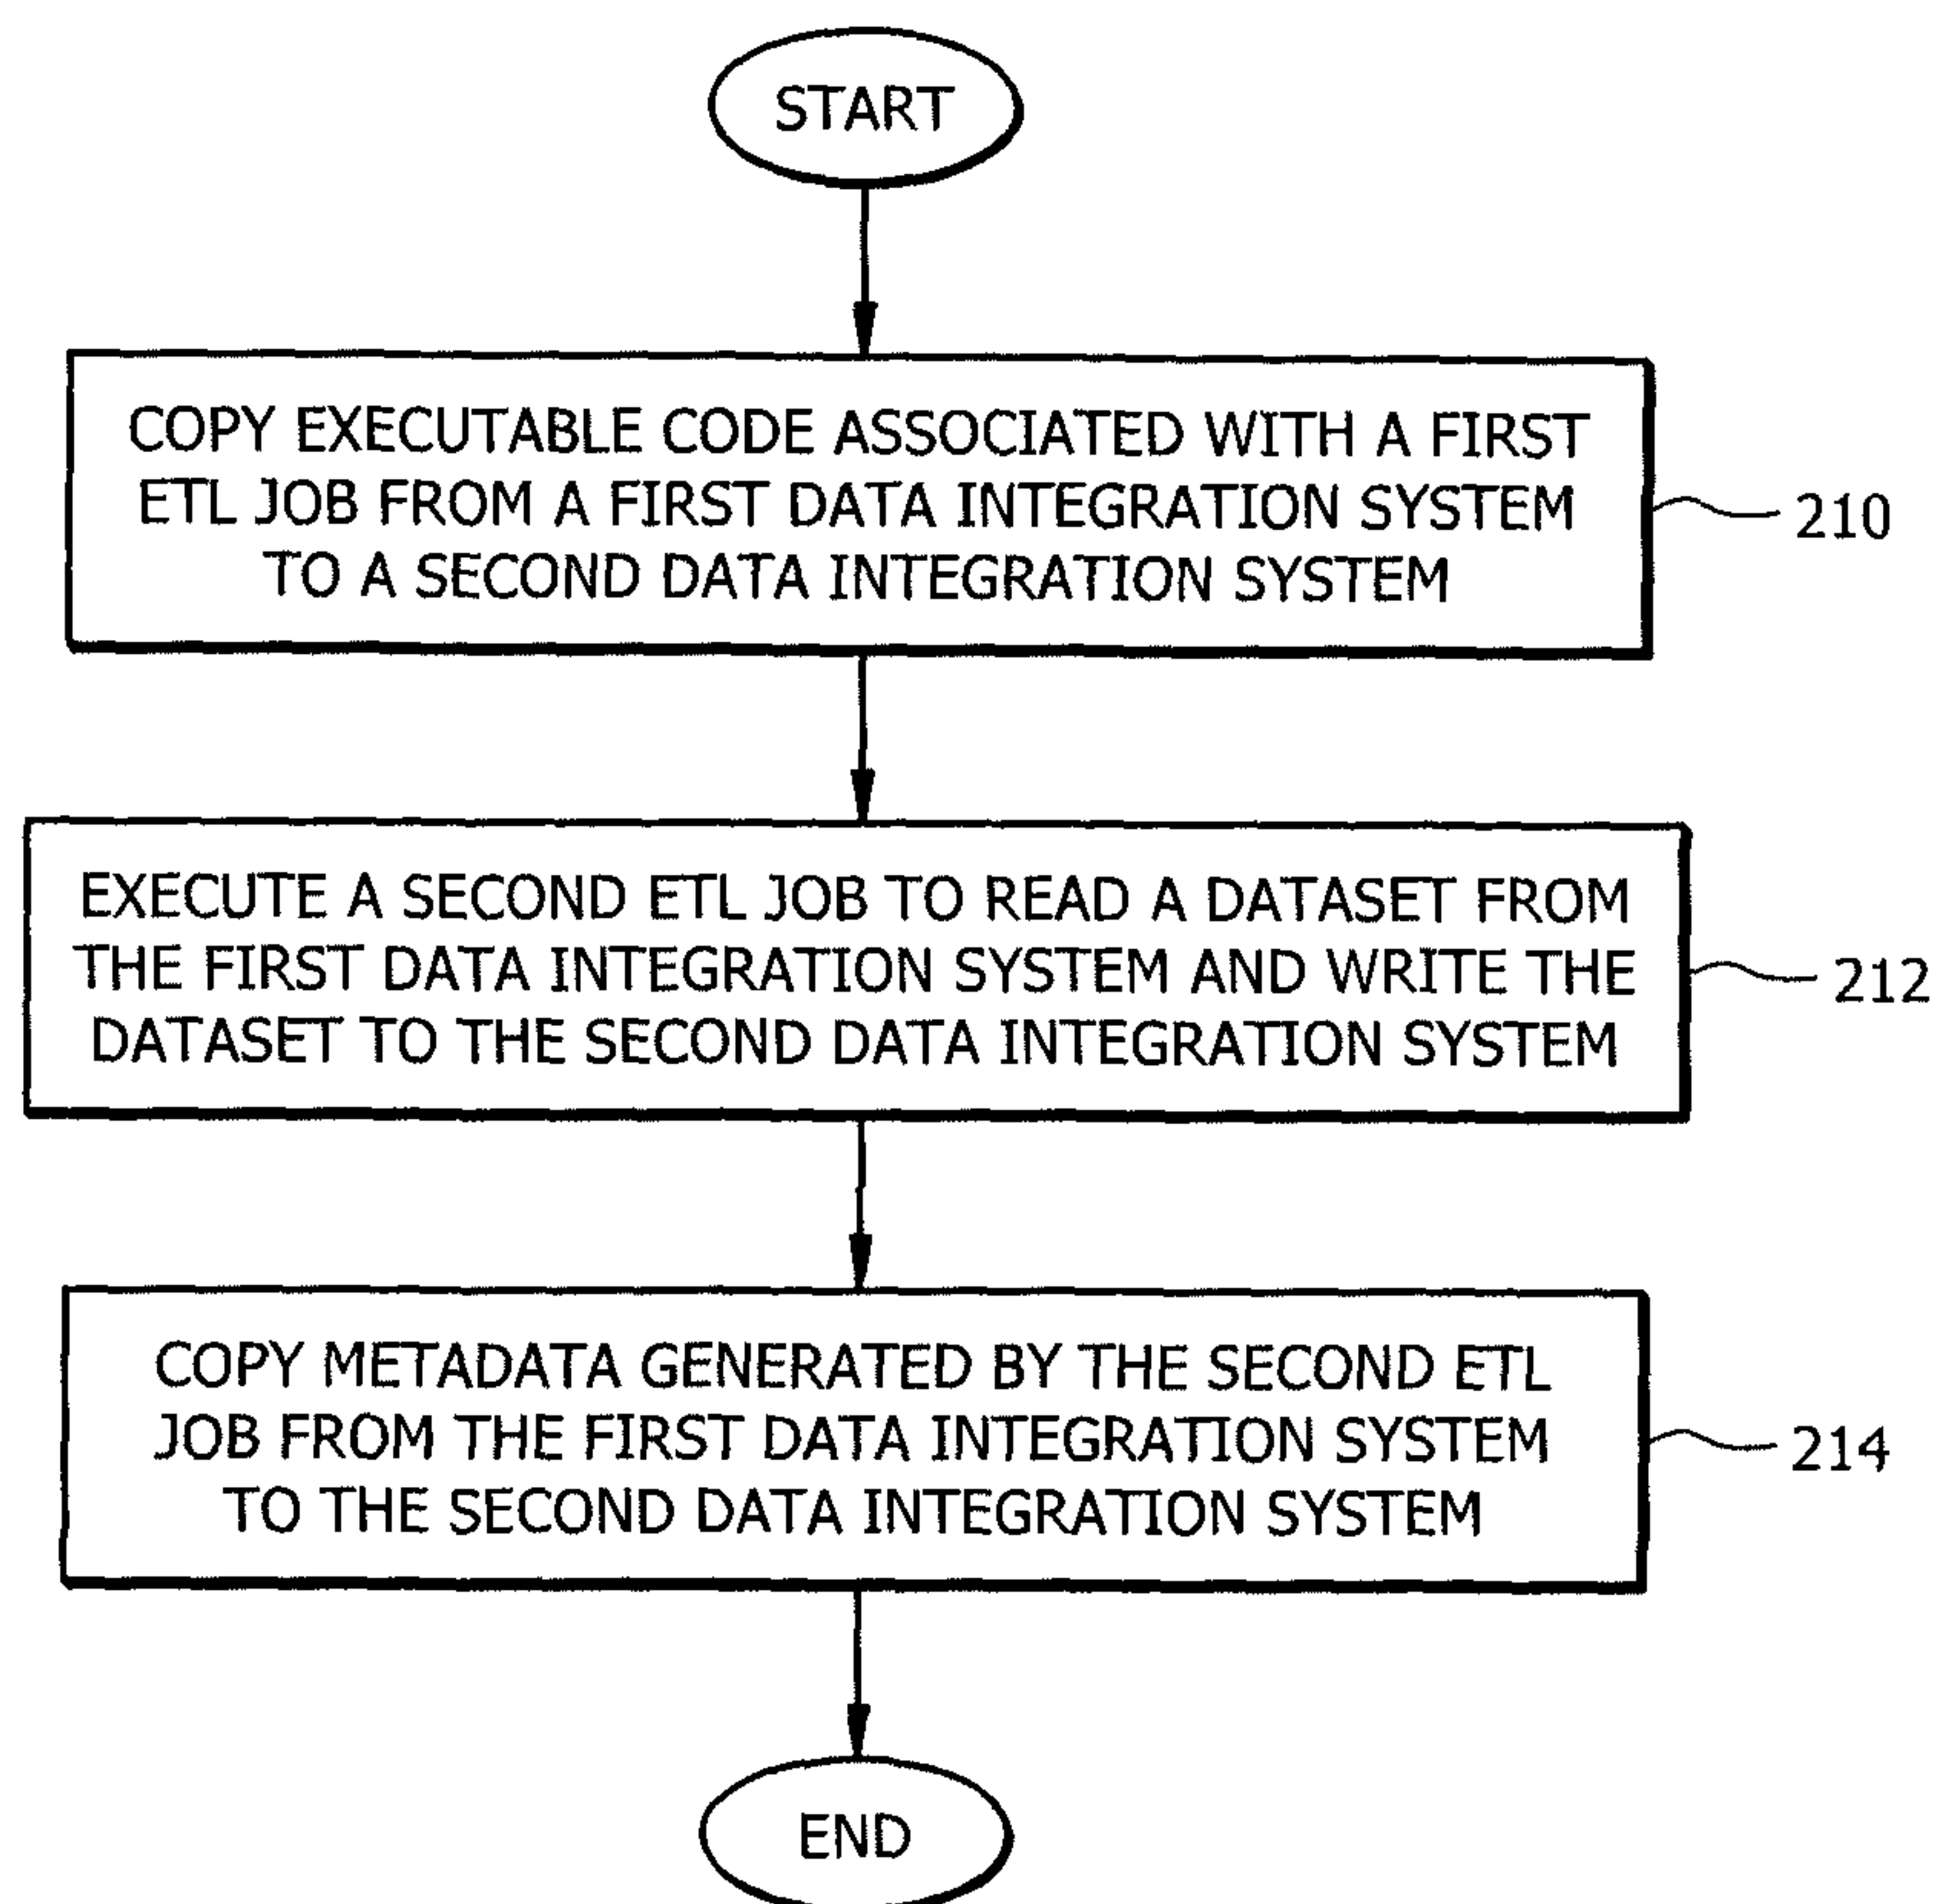 START
COPY EXECUTABLE CODE ASSOCIATED WITH A FIRST
ETL JOB FROM A FIRST DATA INTEGRATION SYSTEM
TO A SECOND DATA INTEGRATION SYSTEM
210
EXECUTE A SECOND ETL JOB TO READ A DATASET FROM
THE FIRST DATA INTEGRATION SYSTEM AND WRITE THE
DATASET TO THE SECOND DATA INTEGRATION SYSTEM
212
COPY METADATA GENERATED BY THE SECOND ETL
JOB FROM THE FIRST DATA INTEGRATION SYSTEM
TO THE SECOND DATA INTEGRATION SYSTEM
214
END